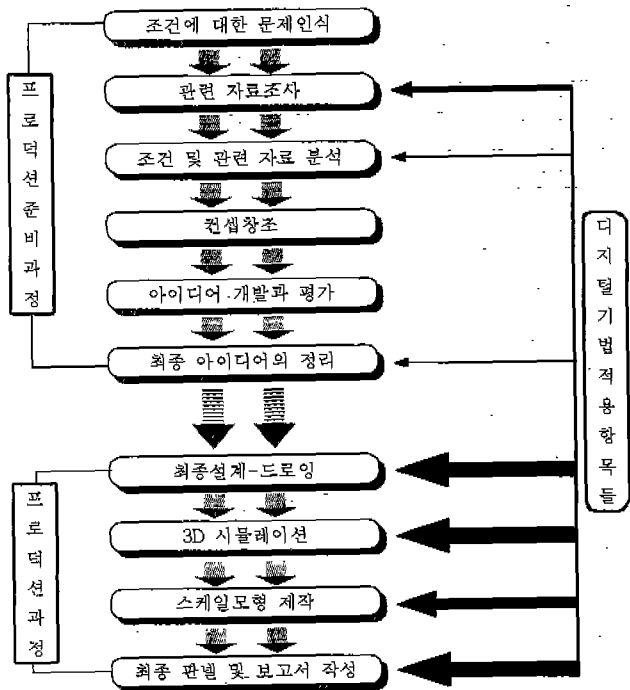 조건에 대한 문제인식
관련 자료조사
조건 및 관련 자료 분석
컨셉창조
아이디어 개발과 평가
최종 아이디어의 정리
최종설계-드로잉
3D 시뮬레이션
스케일모형 제작
최종 판넬 및 보고서 작성
프로덕션준비과정
프로덕션과정
디지털기법적용항목들